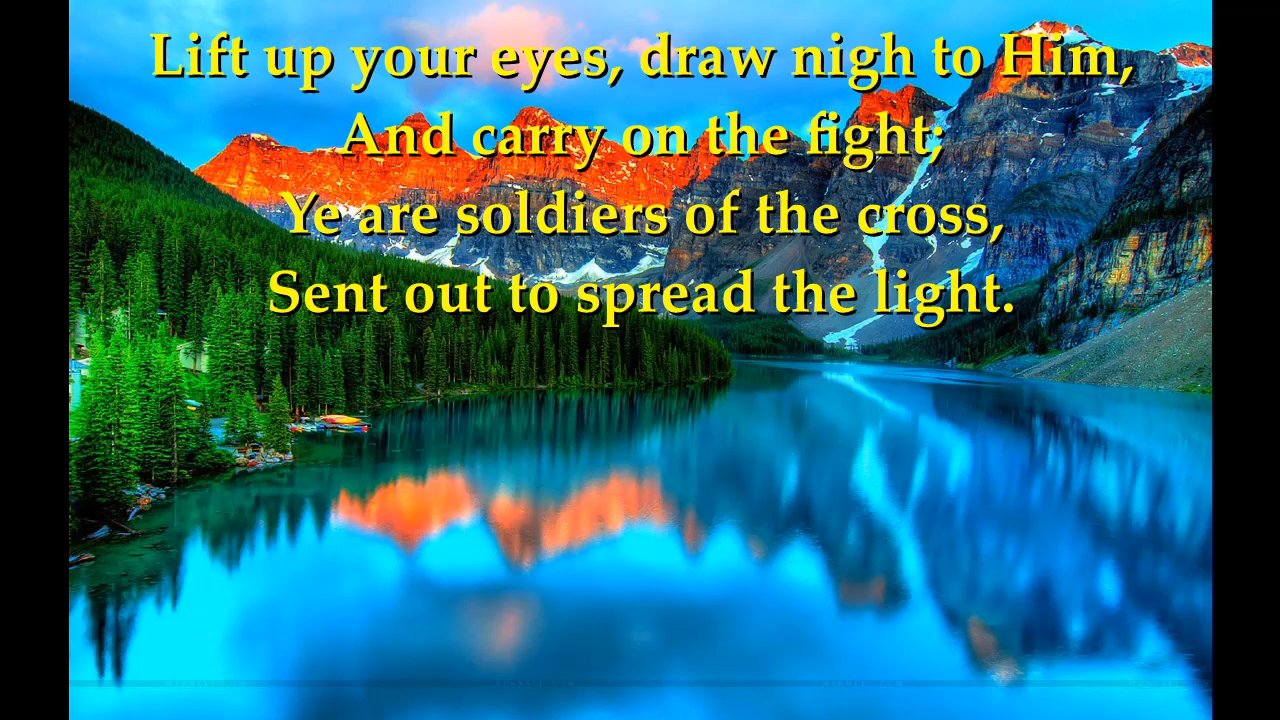 Lift up your eyes, draw nigh to Him,
And carry on the fight;
Ye are soldiers of the cross,
Sent out to spread the light.